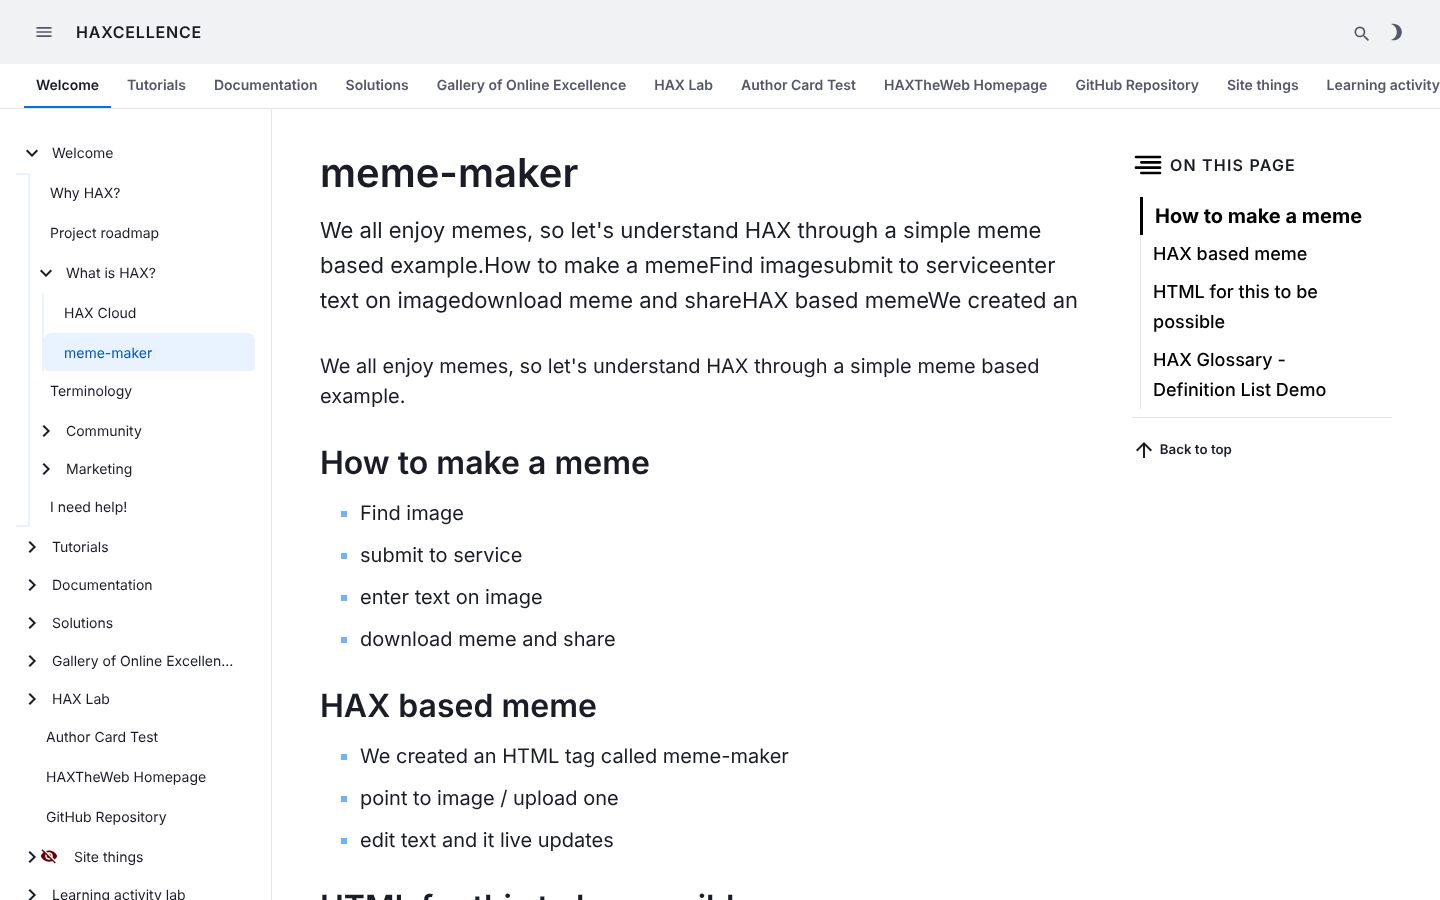 HAXCELLENCE
Welcome Tutorials Documentation Solutions Gallery of Online Excellence HAX Lab Author Card Test HAXTheWeb Homepage GitHub Repository Site things Learning activity
Welcome
Why HAX?
Project roadmap
What is HAX?
HAX Cloud
meme-maker
Terminology
Community
Marketing
I need help!
Tutorials
Documentation
Solutions
Gallery of Online Excellen...
HAX Lab
Author Card Test
HAXTheWeb Homepage
GitHub Repository
Site things
Learning activity lab
meme-maker
We all enjoy memes, so let's understand HAX through a simple meme
based example.How to make a memeFind imagesubmit to serviceenter
text on imagedownload meme and shareHAX based memeWe created an
We all enjoy memes, so let's understand HAX through a simple meme based
example.
How to make a meme
Find image
submit to service
enter text on image
download meme and share
HAX based meme
We created an HTML tag called meme-maker
point to image / upload one
edit text and it live updates
HTML for this to be possible
ON THIS PAGE
How to make a meme
HAX based meme
HTML for this to be
possible
HAX Glossary -
Definition List Demo
Back to top